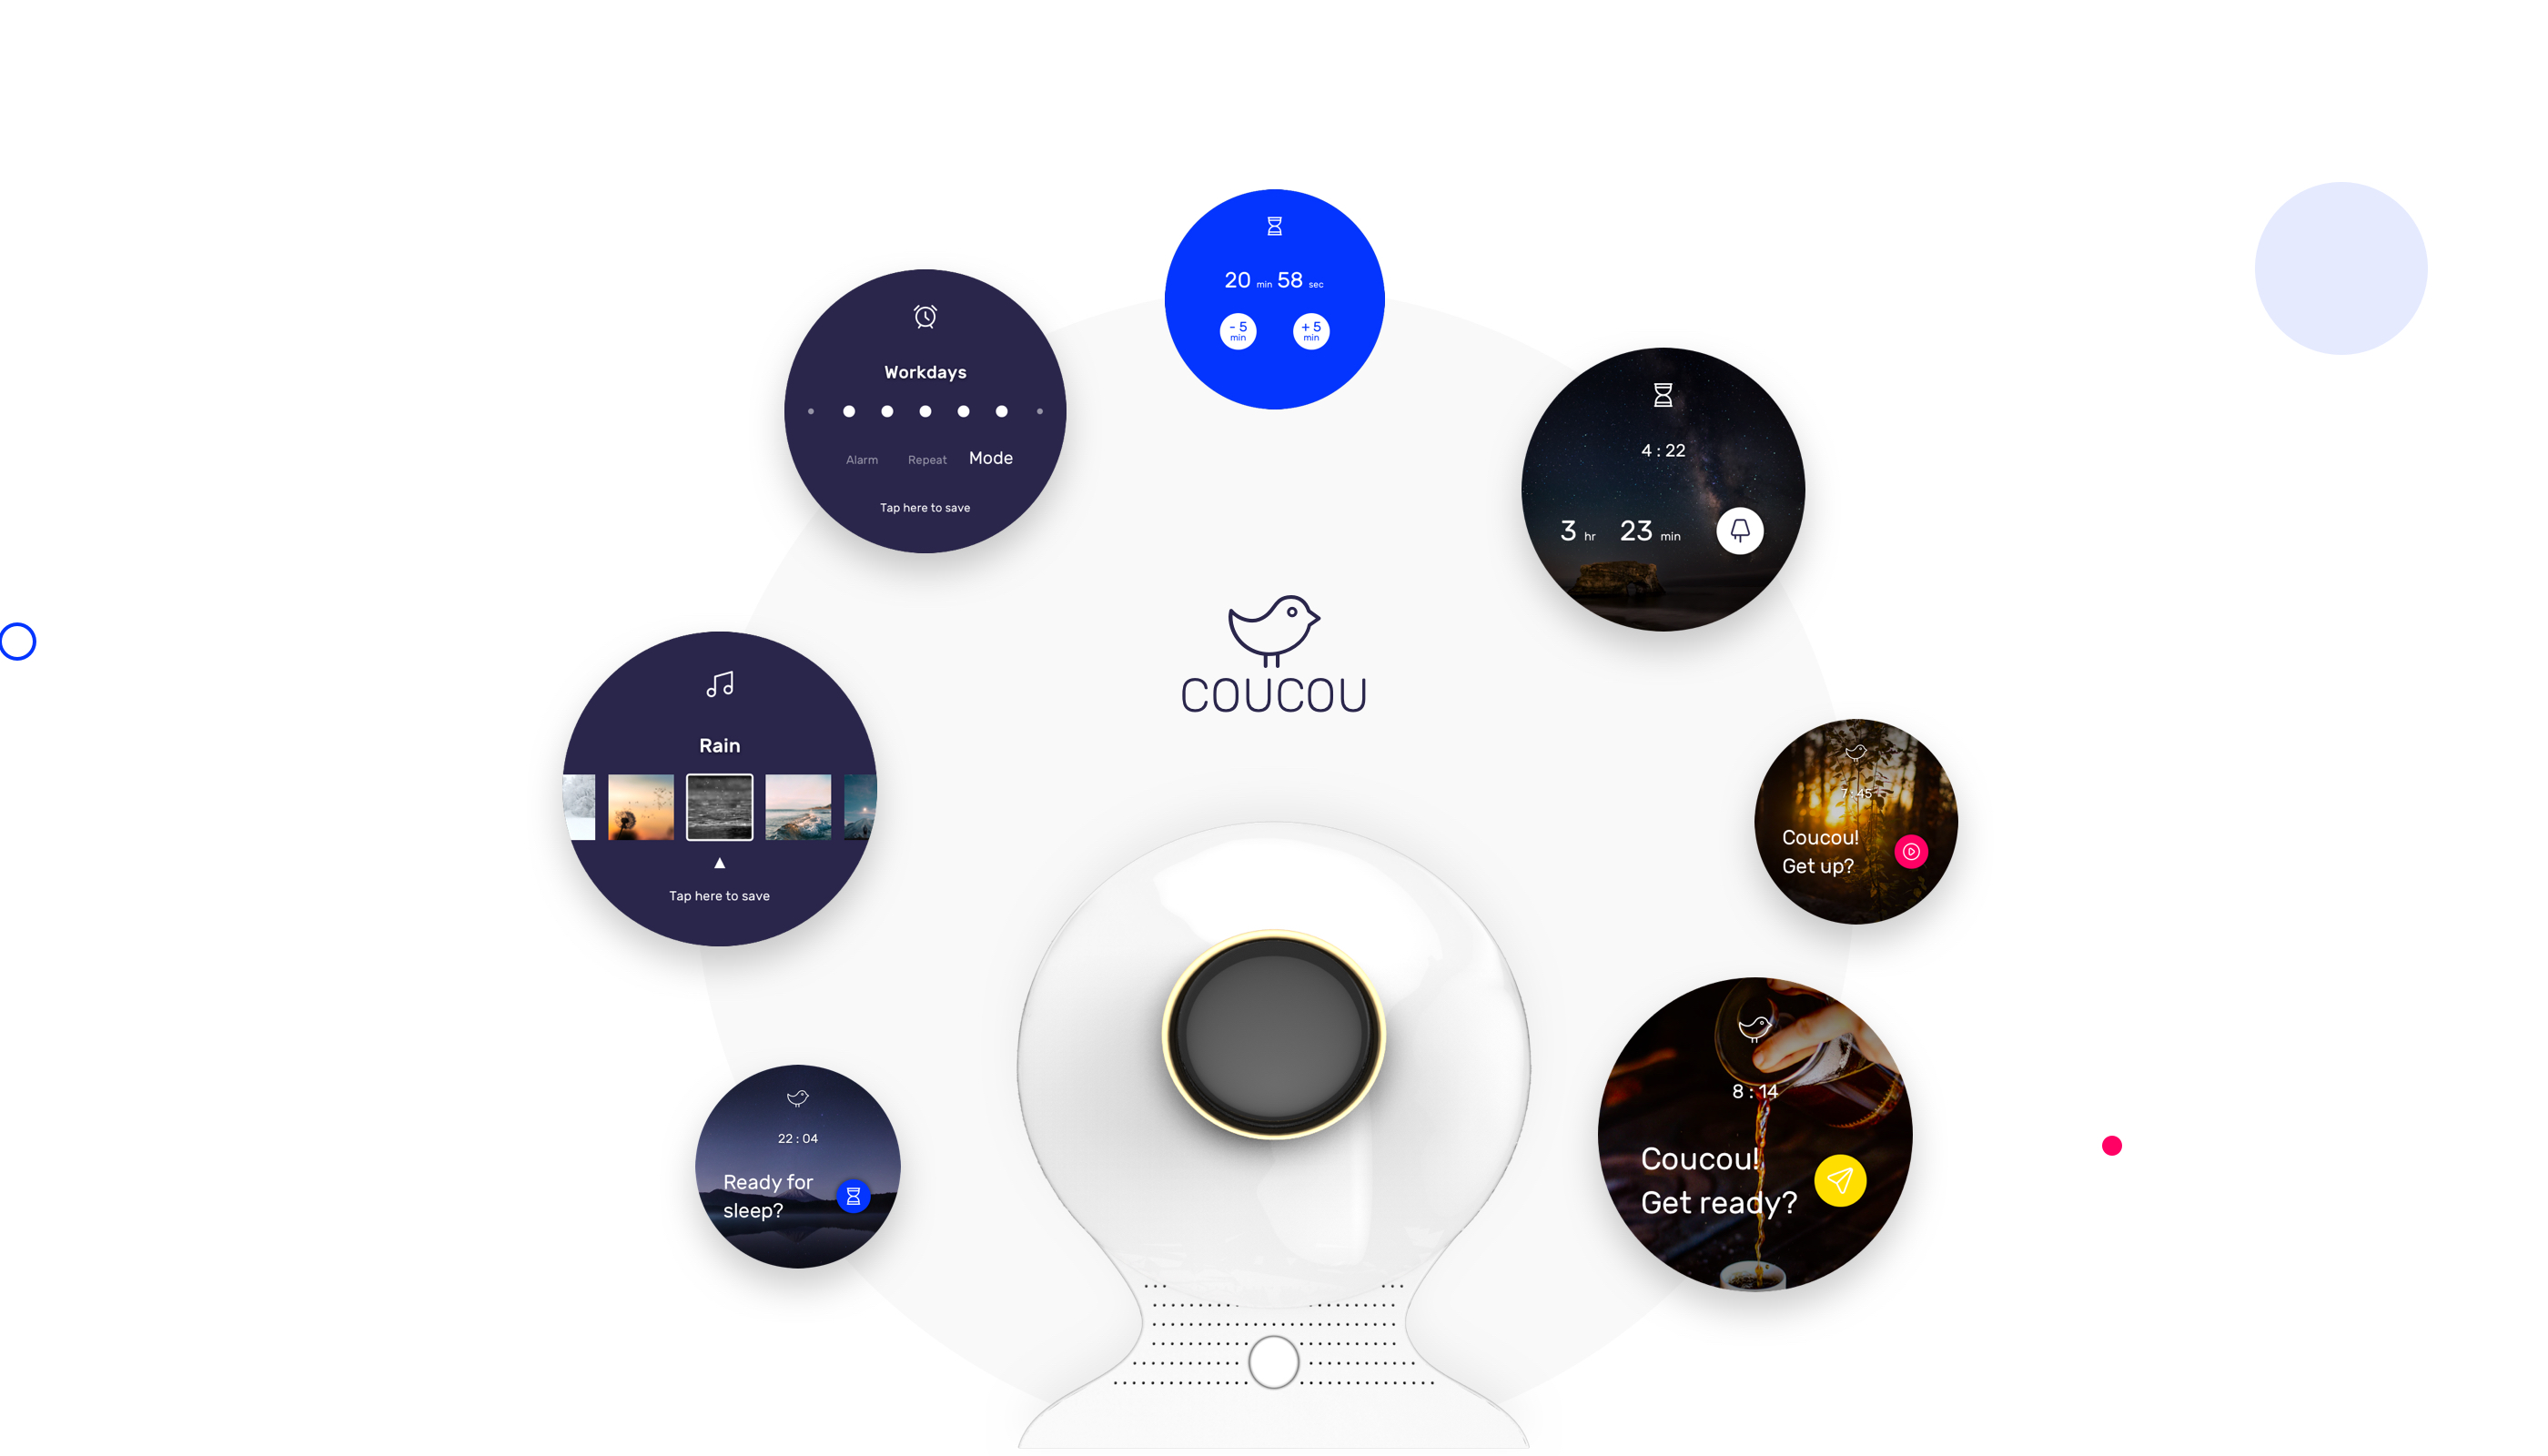 20 min 58 sec
- 5 min
+ 5 min
Workdays
Alarm Repeat Mode
Tap here to save
4 : 22
3 hr 23 min
COUCOU
Rain
Tap here to save
7 : 45
Coucou!
Get up?
8 : 14
Coucou!
Get ready?
22 : 04
Ready for
sleep?